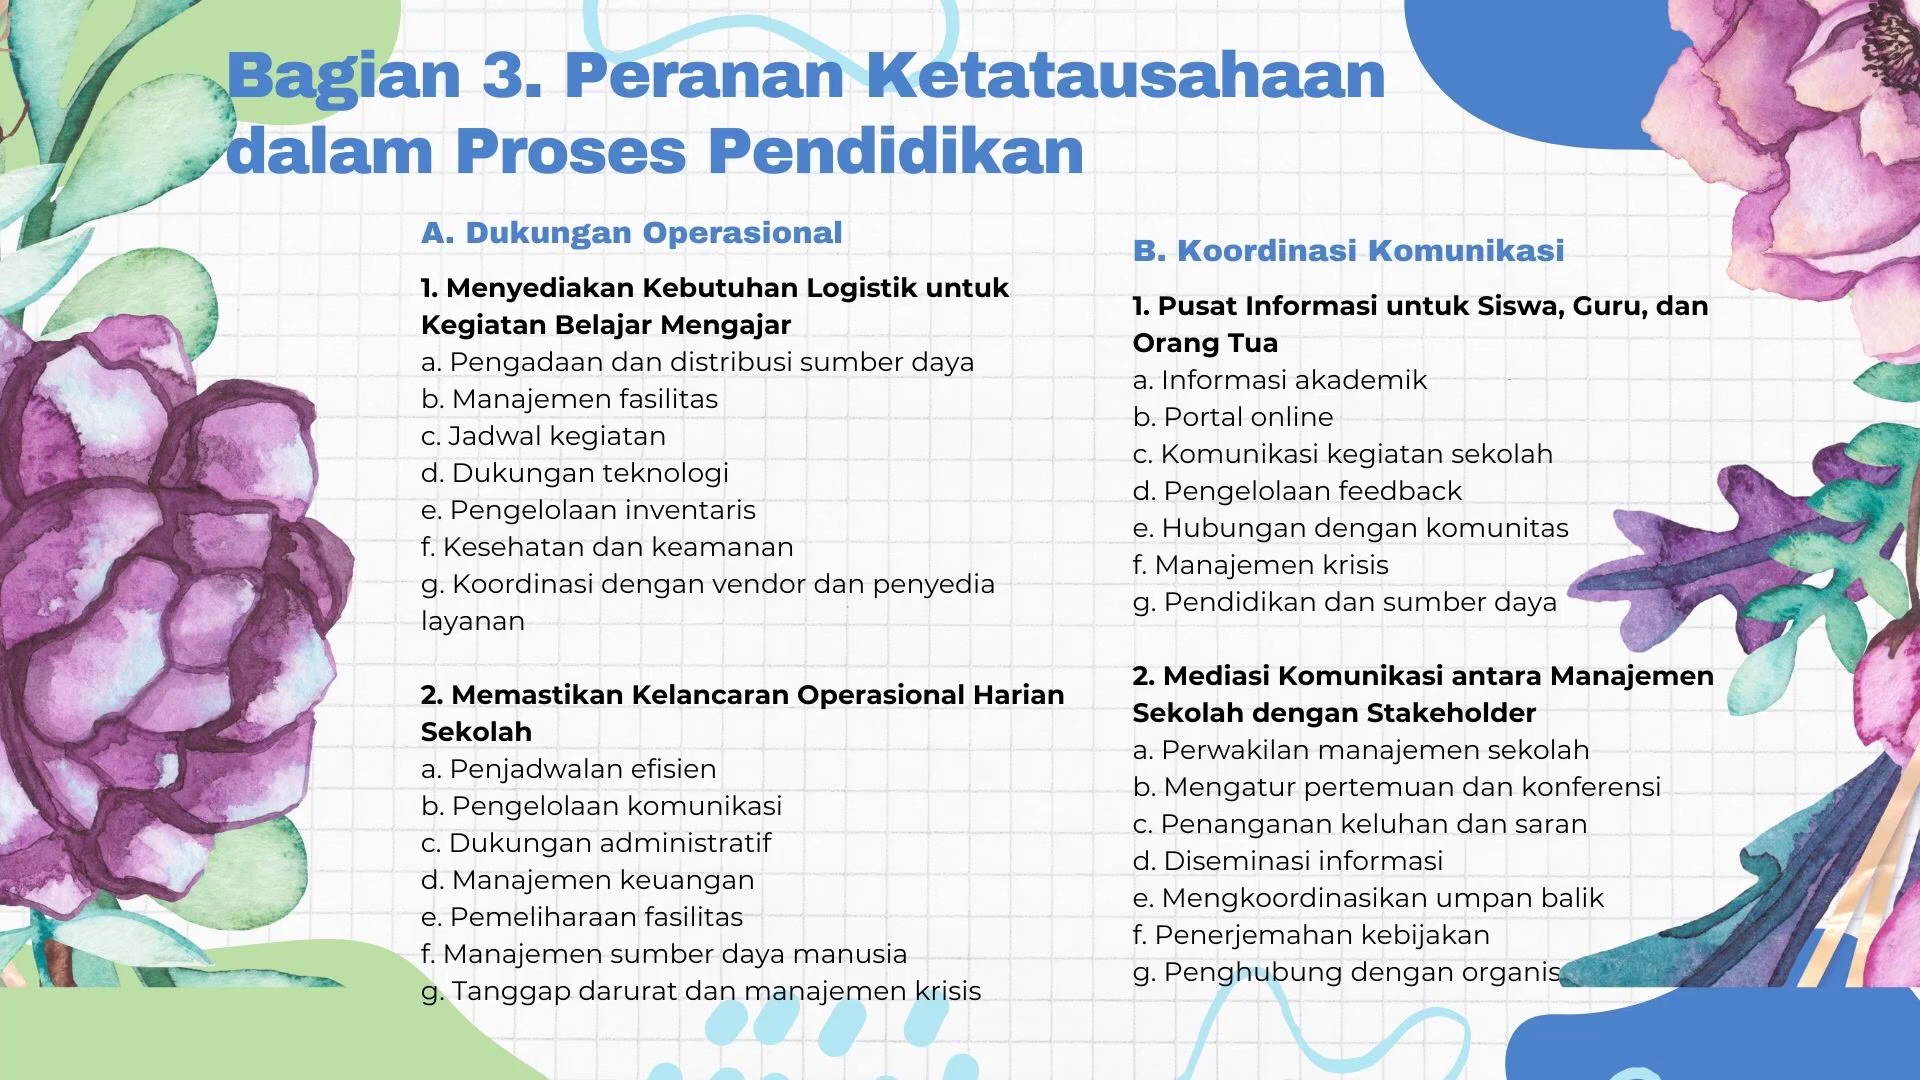 Bagian 3. Peranan Ketatausahaan
dalam Proses Pendidikan
A. Dukungan Operasional
1. Menyediakan Kebutuhan Logistik untuk
Kegiatan Belajar Mengajar
a. Pengadaan dan distribusi sumber daya
b. Manajemen fasilitas
c. Jadwal kegiatan
d. Dukungan teknologi
e. Pengelolaan inventaris
f. Kesehatan dan keamanan
g. Koordinasi dengan vendor dan penyedia
layanan
2. Memastikan Kelancaran Operasional Harian
Sekolah
a. Penjadwalan efisien
b. Pengelolaan komunikasi
c. Dukungan administratif
d. Manajemen keuangan
e. Pemeliharaan fasilitas
f. Manajemen sumber daya manusia
g. Tanggap darurat dan manajemen krisis
B. Koordinasi Komunikasi
1. Pusat Informasi untuk Siswa, Guru, dan
Orang Tua
a. Informasi akademik
b. Portal online
c. Komunikasi kegiatan sekolah
d. Pengelolaan feedback
e. Hubungan dengan komunitas
f. Manajemen krisis
g. Pendidikan dan sumber daya
2. Mediasi Komunikasi antara Manajemen
Sekolah dengan Stakeholder
a. Perwakilan manajemen sekolah
b. Mengatur pertemuan dan konferensi
c. Penanganan keluhan dan saran
d. Diseminasi informasi
e. Mengkoordinasikan umpan balik
f. Penerjemahan kebijakan
g. Penghubung dengan